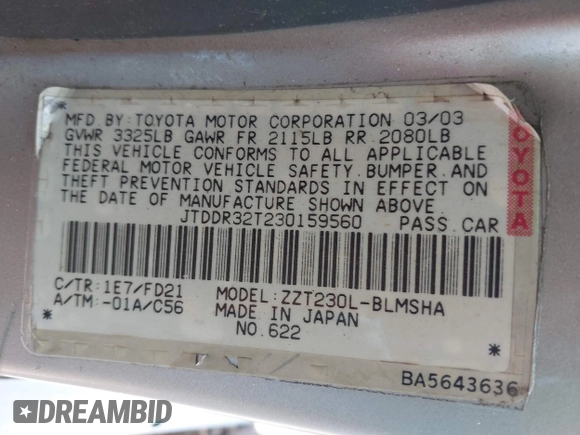 MFD BY:TOYOTA MOTOR CORPORATION 03/03
GVWR 3325LB GAWR FR 2115LB RR 2080LB
THIS VEHICLE CONFORMS TO ALL APPLICABLE
FEDERAL MOTOR VEHICLE SAFETY,BUMPER,AND
THEFT PREVENTION STANDARDS IN EFFECT ON
THE DATE OF MANUFACTURE SHOWN ABOVE.
JTDDR32T230159560 PASS.CAR
TOYOTA
C/TR:1E7/FD21 MODEL:ZZT230L-BLMSHA
A/TM:-01A/C56 MADE IN JAPAN
* NO.622 *
BA5643636
DREAMBID